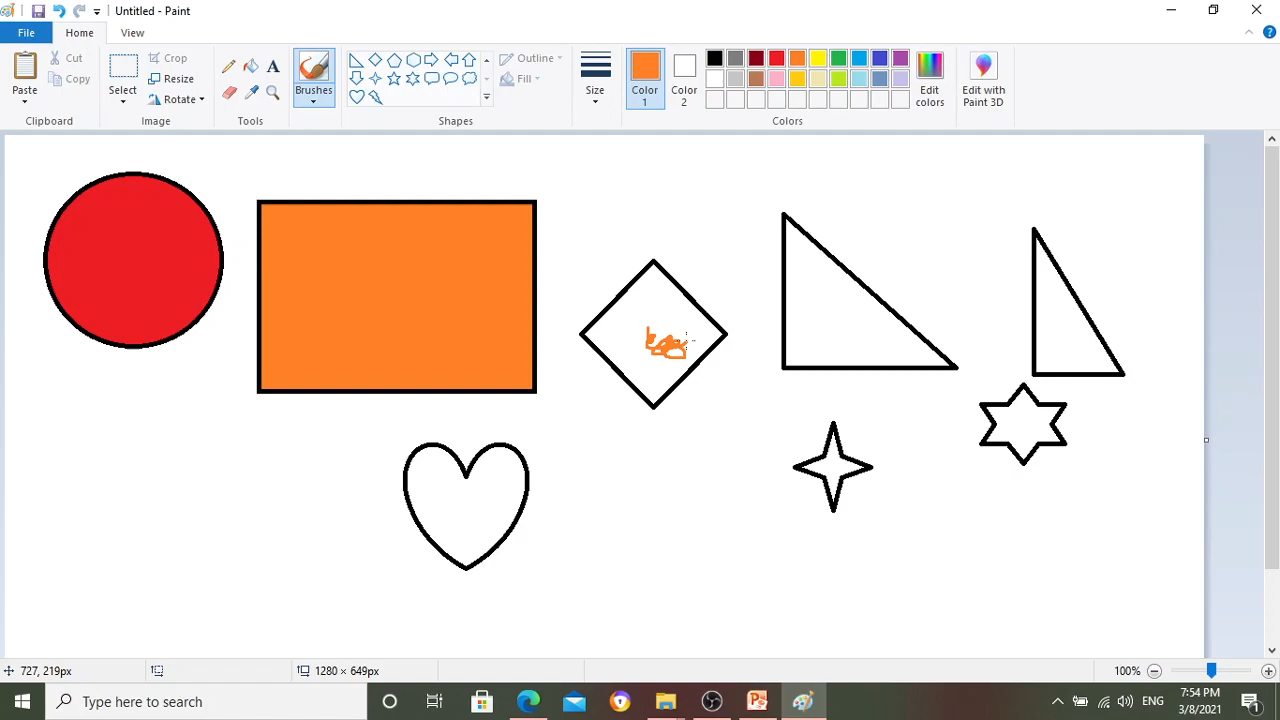 Untitled - Paint
File Home View
Paste
Cut
Copy
Clipboard
Select
Crop
Resize
Rotate
Image
A
Tools
Brushes
Outline
Fill
Shapes
Size
Color 1
Color 2
Edit colors
Colors
Edit with Paint 3D
727, 219px
1280 × 649px
100%
Type here to search
ENG
7:54 PM
3/8/2021
1